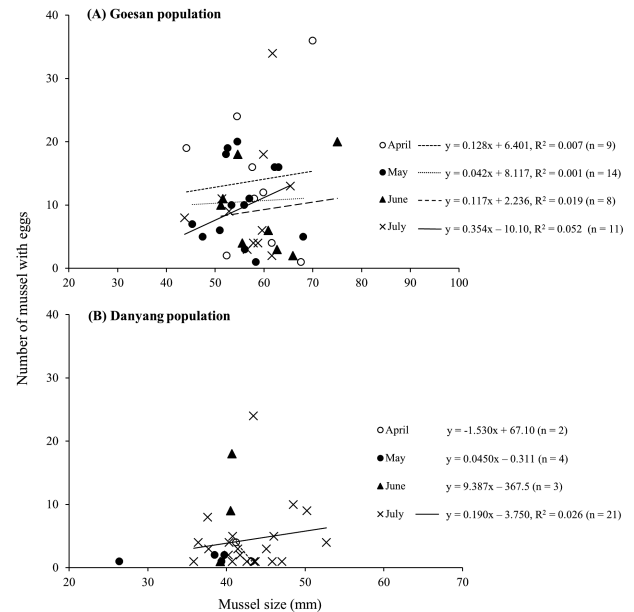 (A) Goesan population
40
30
20
10
0
20 30 40 50 60 70 80 90 100
April y = 0.128x + 6.401, R² = 0.007 (n = 9)
May y = 0.042x + 8.117, R² = 0.001 (n = 14)
June y = 0.117x + 2.236, R² = 0.019 (n = 8)
July y = 0.354x – 10.10, R² = 0.052 (n = 11)
Number of mussel with eggs
(B) Danyang population
40
30
20
10
0
20 30 40 50 60 70
April y = -1.530x + 67.10 (n = 2)
May y = 0.0450x – 0.311 (n = 4)
June y = 9.387x – 367.5 (n = 3)
July y = 0.190x – 3.750, R² = 0.026 (n = 21)
Mussel size (mm)